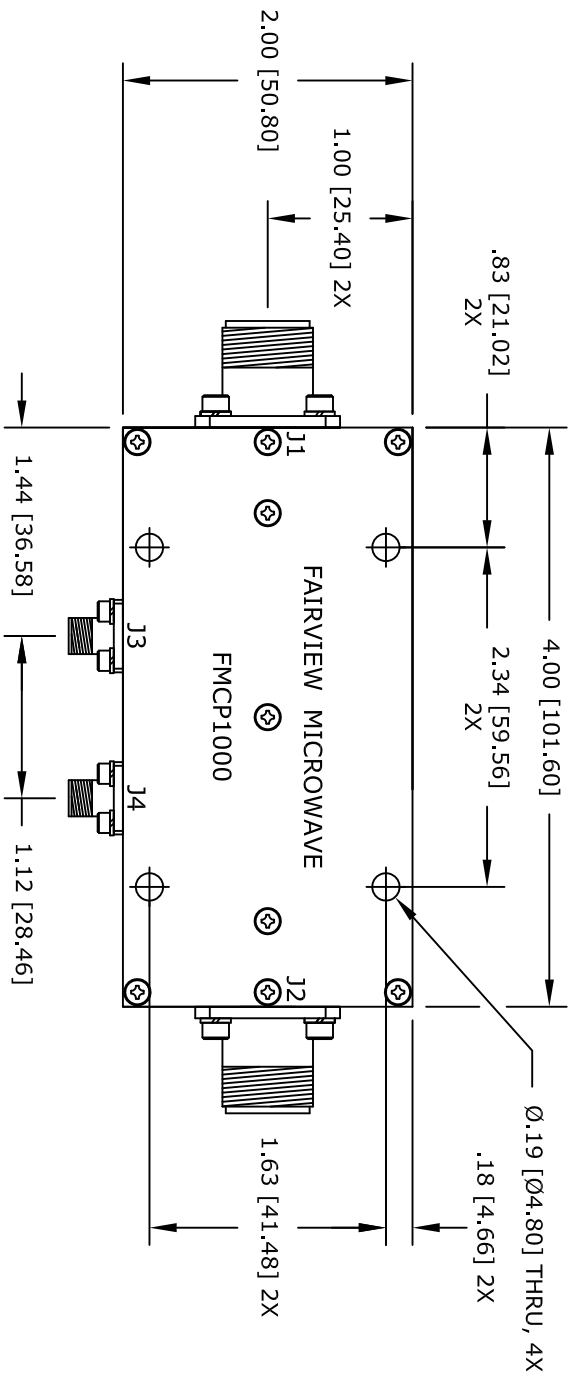 4.00 [101.60]
.83 [21.02]
2X
2.34 [59.56]
2X
Ø.19 [Ø4.80] THRU, 4X
.18 [4.66] 2X
1.00 [25.40] 2X
2.00 [50.80]
J1
J2
FAIRVIEW MICROWAVE
FMCP1000
1.63 [41.48] 2X
J3
J4
1.44 [36.58]
1.12 [28.46]